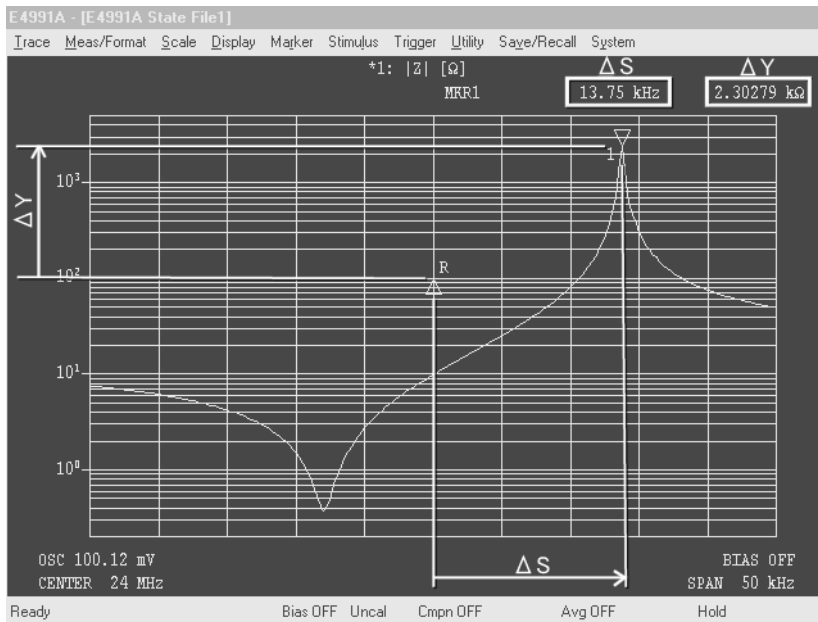 E4991A - [E4991A State File1]
Trace Meas/Format Scale Display Marker Stimulus Trigger Utility Save/Recall System
*1: |Z| [Ω] ΔS ΔY
MKR1 13.75 kHz 2.30279 kΩ
1
10³
ΔY
R
10²
10¹
10⁰
ΔS
OSC 100.12 mV BIAS OFF
CENTER 24 MHz SPAN 50 kHz
Ready Bias OFF Uncal Cmpn OFF Avg OFF Hold